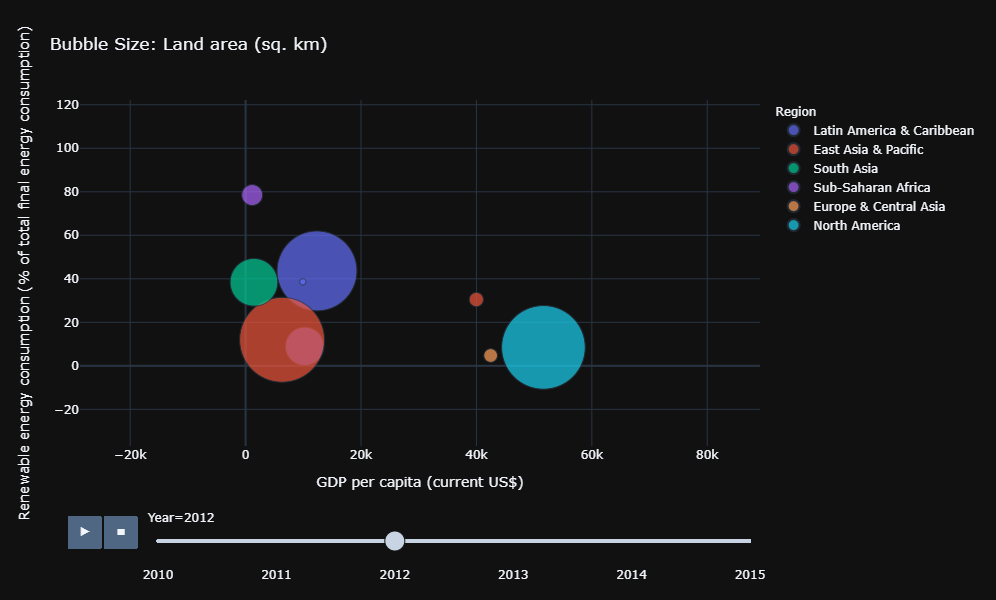 Bubble Size: Land area (sq. km)
Renewable energy consumption (% of total final energy consumption)
120
100
80
60
40
20
0
−20
−20k
0
20k
40k
60k
80k
GDP per capita (current US$)
Region
Latin America & Caribbean
East Asia & Pacific
South Asia
Sub-Saharan Africa
Europe & Central Asia
North America
Year=2012
2010
2011
2012
2013
2014
2015